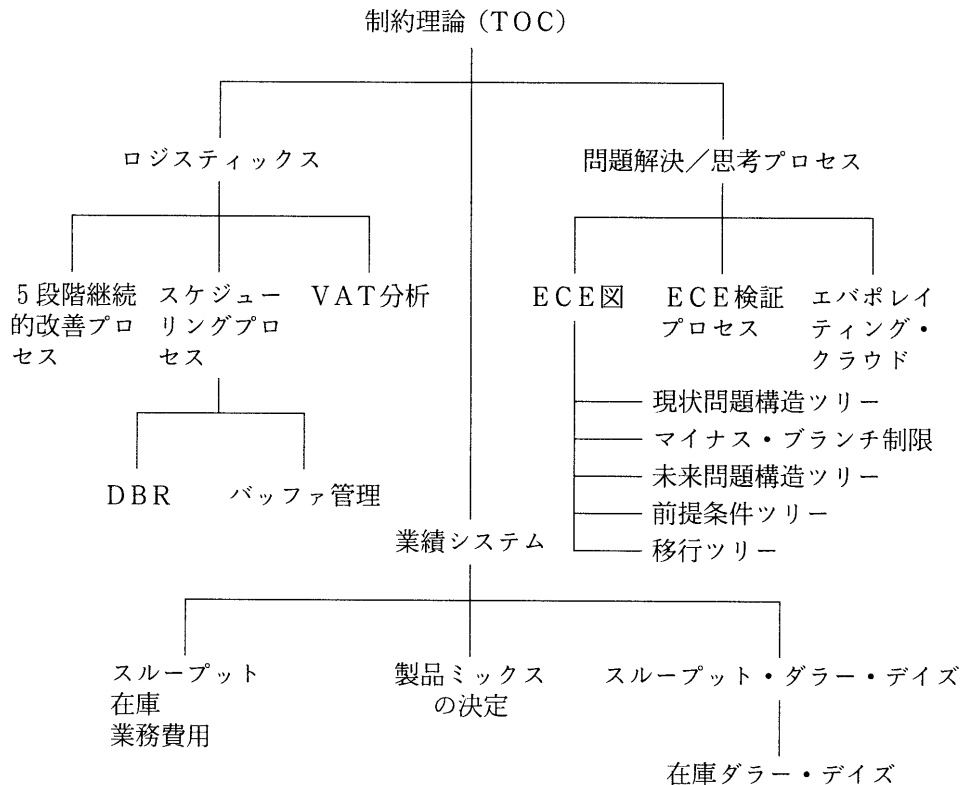 制約理論（ＴＯＣ）
ロジスティックス
問題解決／思考プロセス
５段階継続
的改善プロ
セス
スケジュー
リングプロ
セス
ＶＡＴ分析
ＥＣＥ図
ＥＣＥ検証
プロセス
エバポレイ
ティング・
クラウド
現状問題構造ツリー
マイナス・ブランチ制限
未来問題構造ツリー
前提条件ツリー
移行ツリー
ＤＢＲ
バッファ管理
業績システム
スループット
在庫
業務費用
製品ミックス
の決定
スループット・ダラー・デイズ
在庫ダラー・デイズ